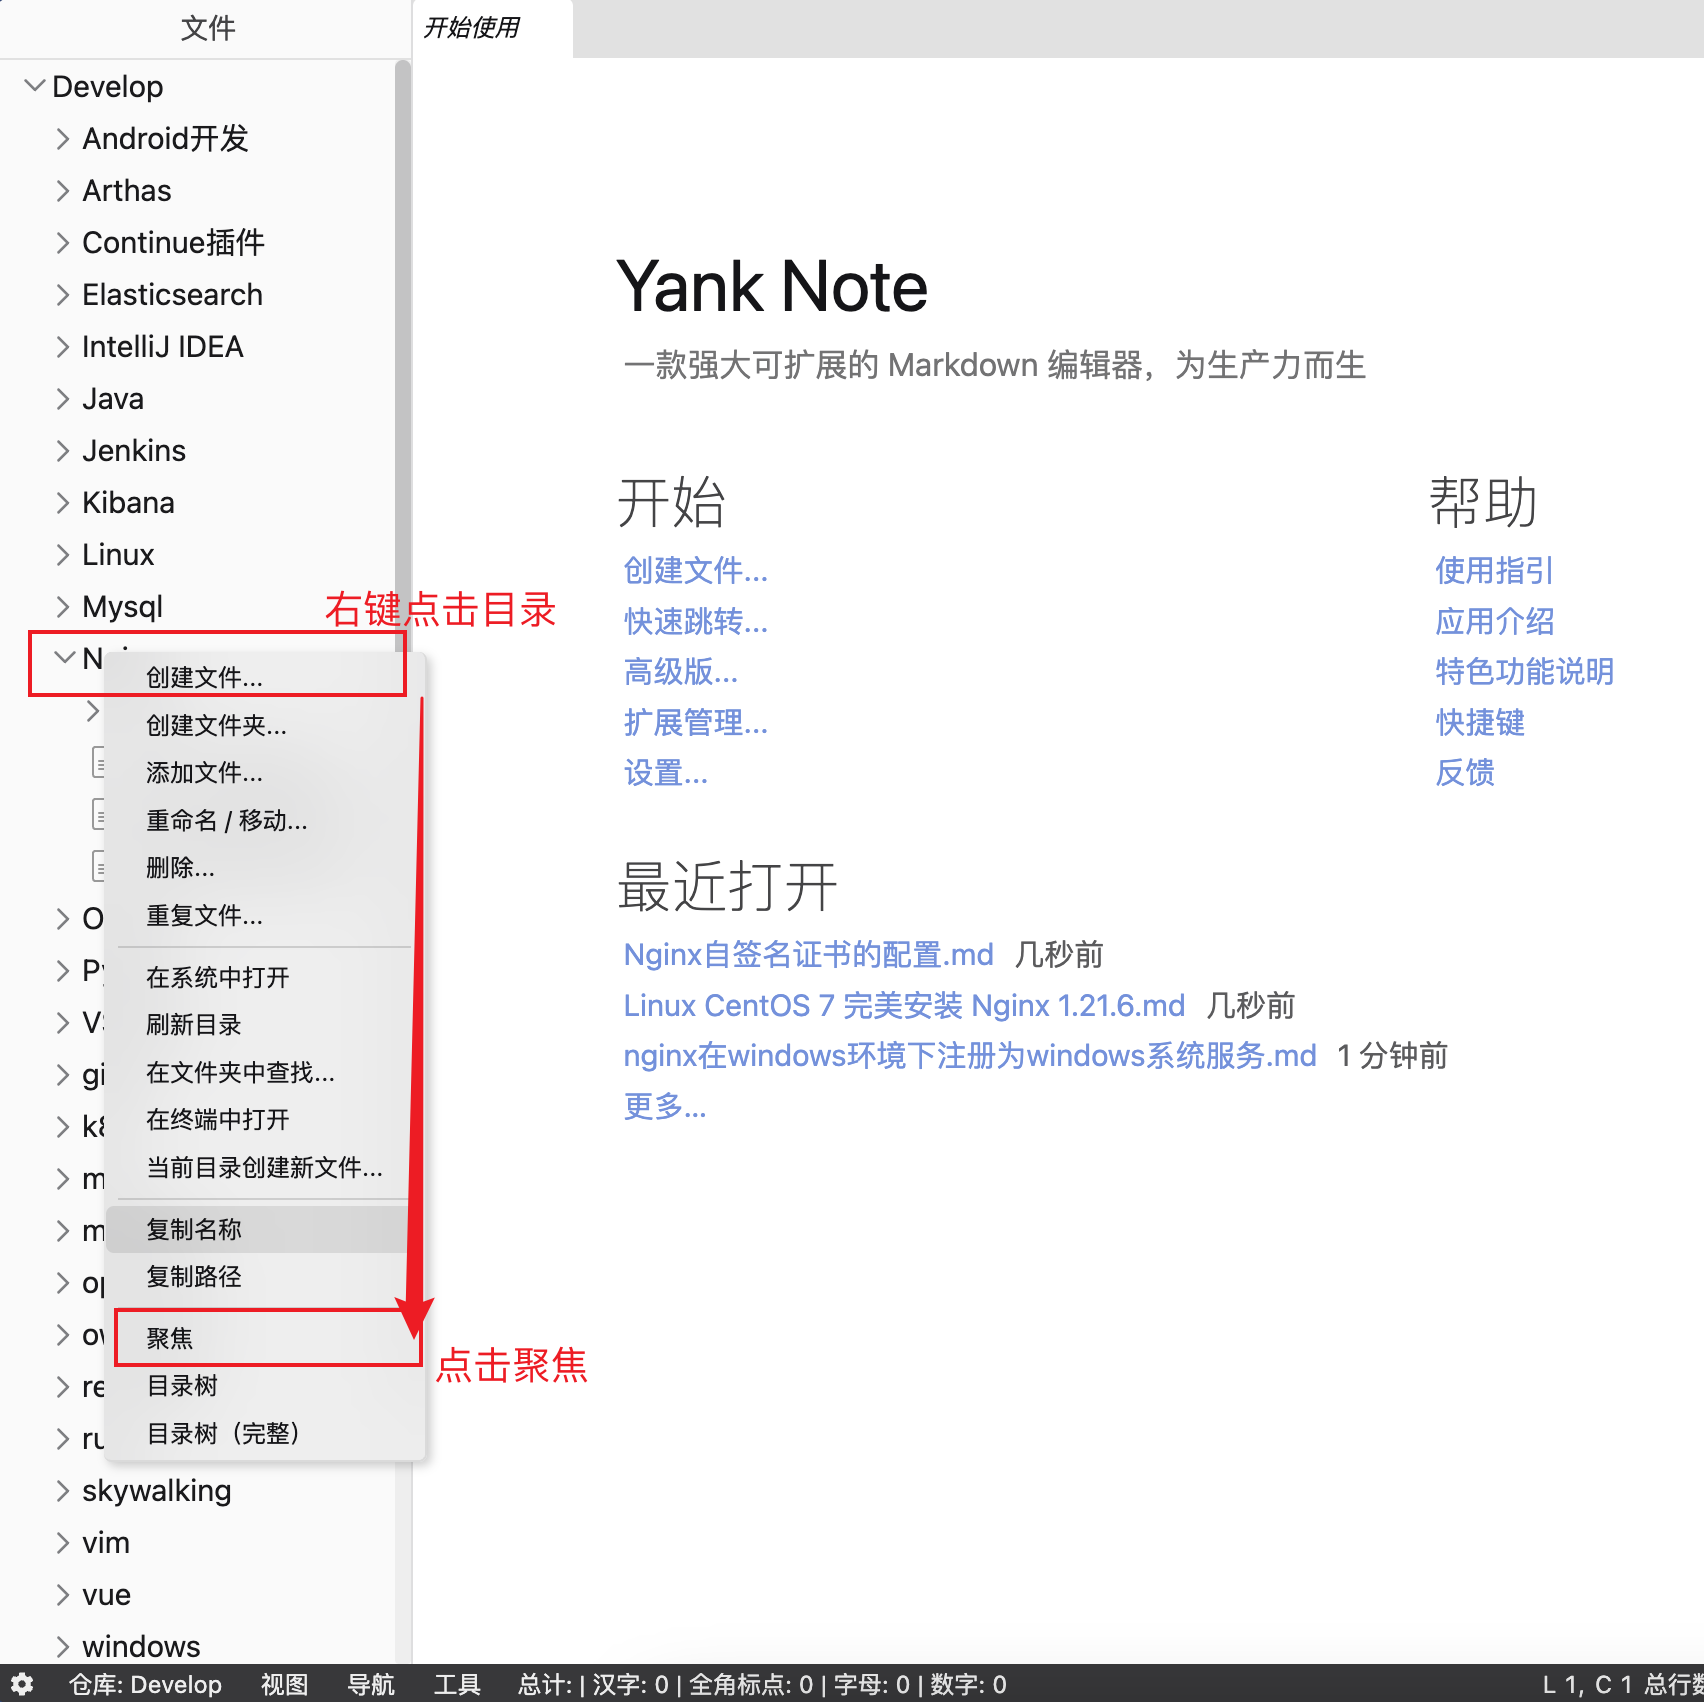 文件
Develop
Android开发
Arthas
Continue插件
Elasticsearch
IntelliJ IDEA
Java
Jenkins
Kibana
Linux
Mysql
skywalking
vim
vue
windows
右键点击目录
创建文件...
创建文件夹...
添加文件...
重命名 / 移动...
删除...
重复文件...
在系统中打开
刷新目录
在文件夹中查找...
在终端中打开
当前目录创建新文件...
复制名称
复制路径
聚焦
目录树
目录树（完整）
点击聚焦
开始使用
Yank Note
一款强大可扩展的 Markdown 编辑器，为生产力而生
开始
创建文件...
快速跳转...
高级版...
扩展管理...
设置...
帮助
使用指引
应用介绍
特色功能说明
快捷键
反馈
最近打开
Nginx自签名证书的配置.md 几秒前
Linux CentOS 7 完美安装 Nginx 1.21.6.md 几秒前
nginx在windows环境下注册为windows系统服务.md 1 分钟前
更多...
仓库: Develop 视图 导航 工具 总计: | 汉字: 0 | 全角标点: 0 | 字母: 0 | 数字: 0 L 1, C 1 总行